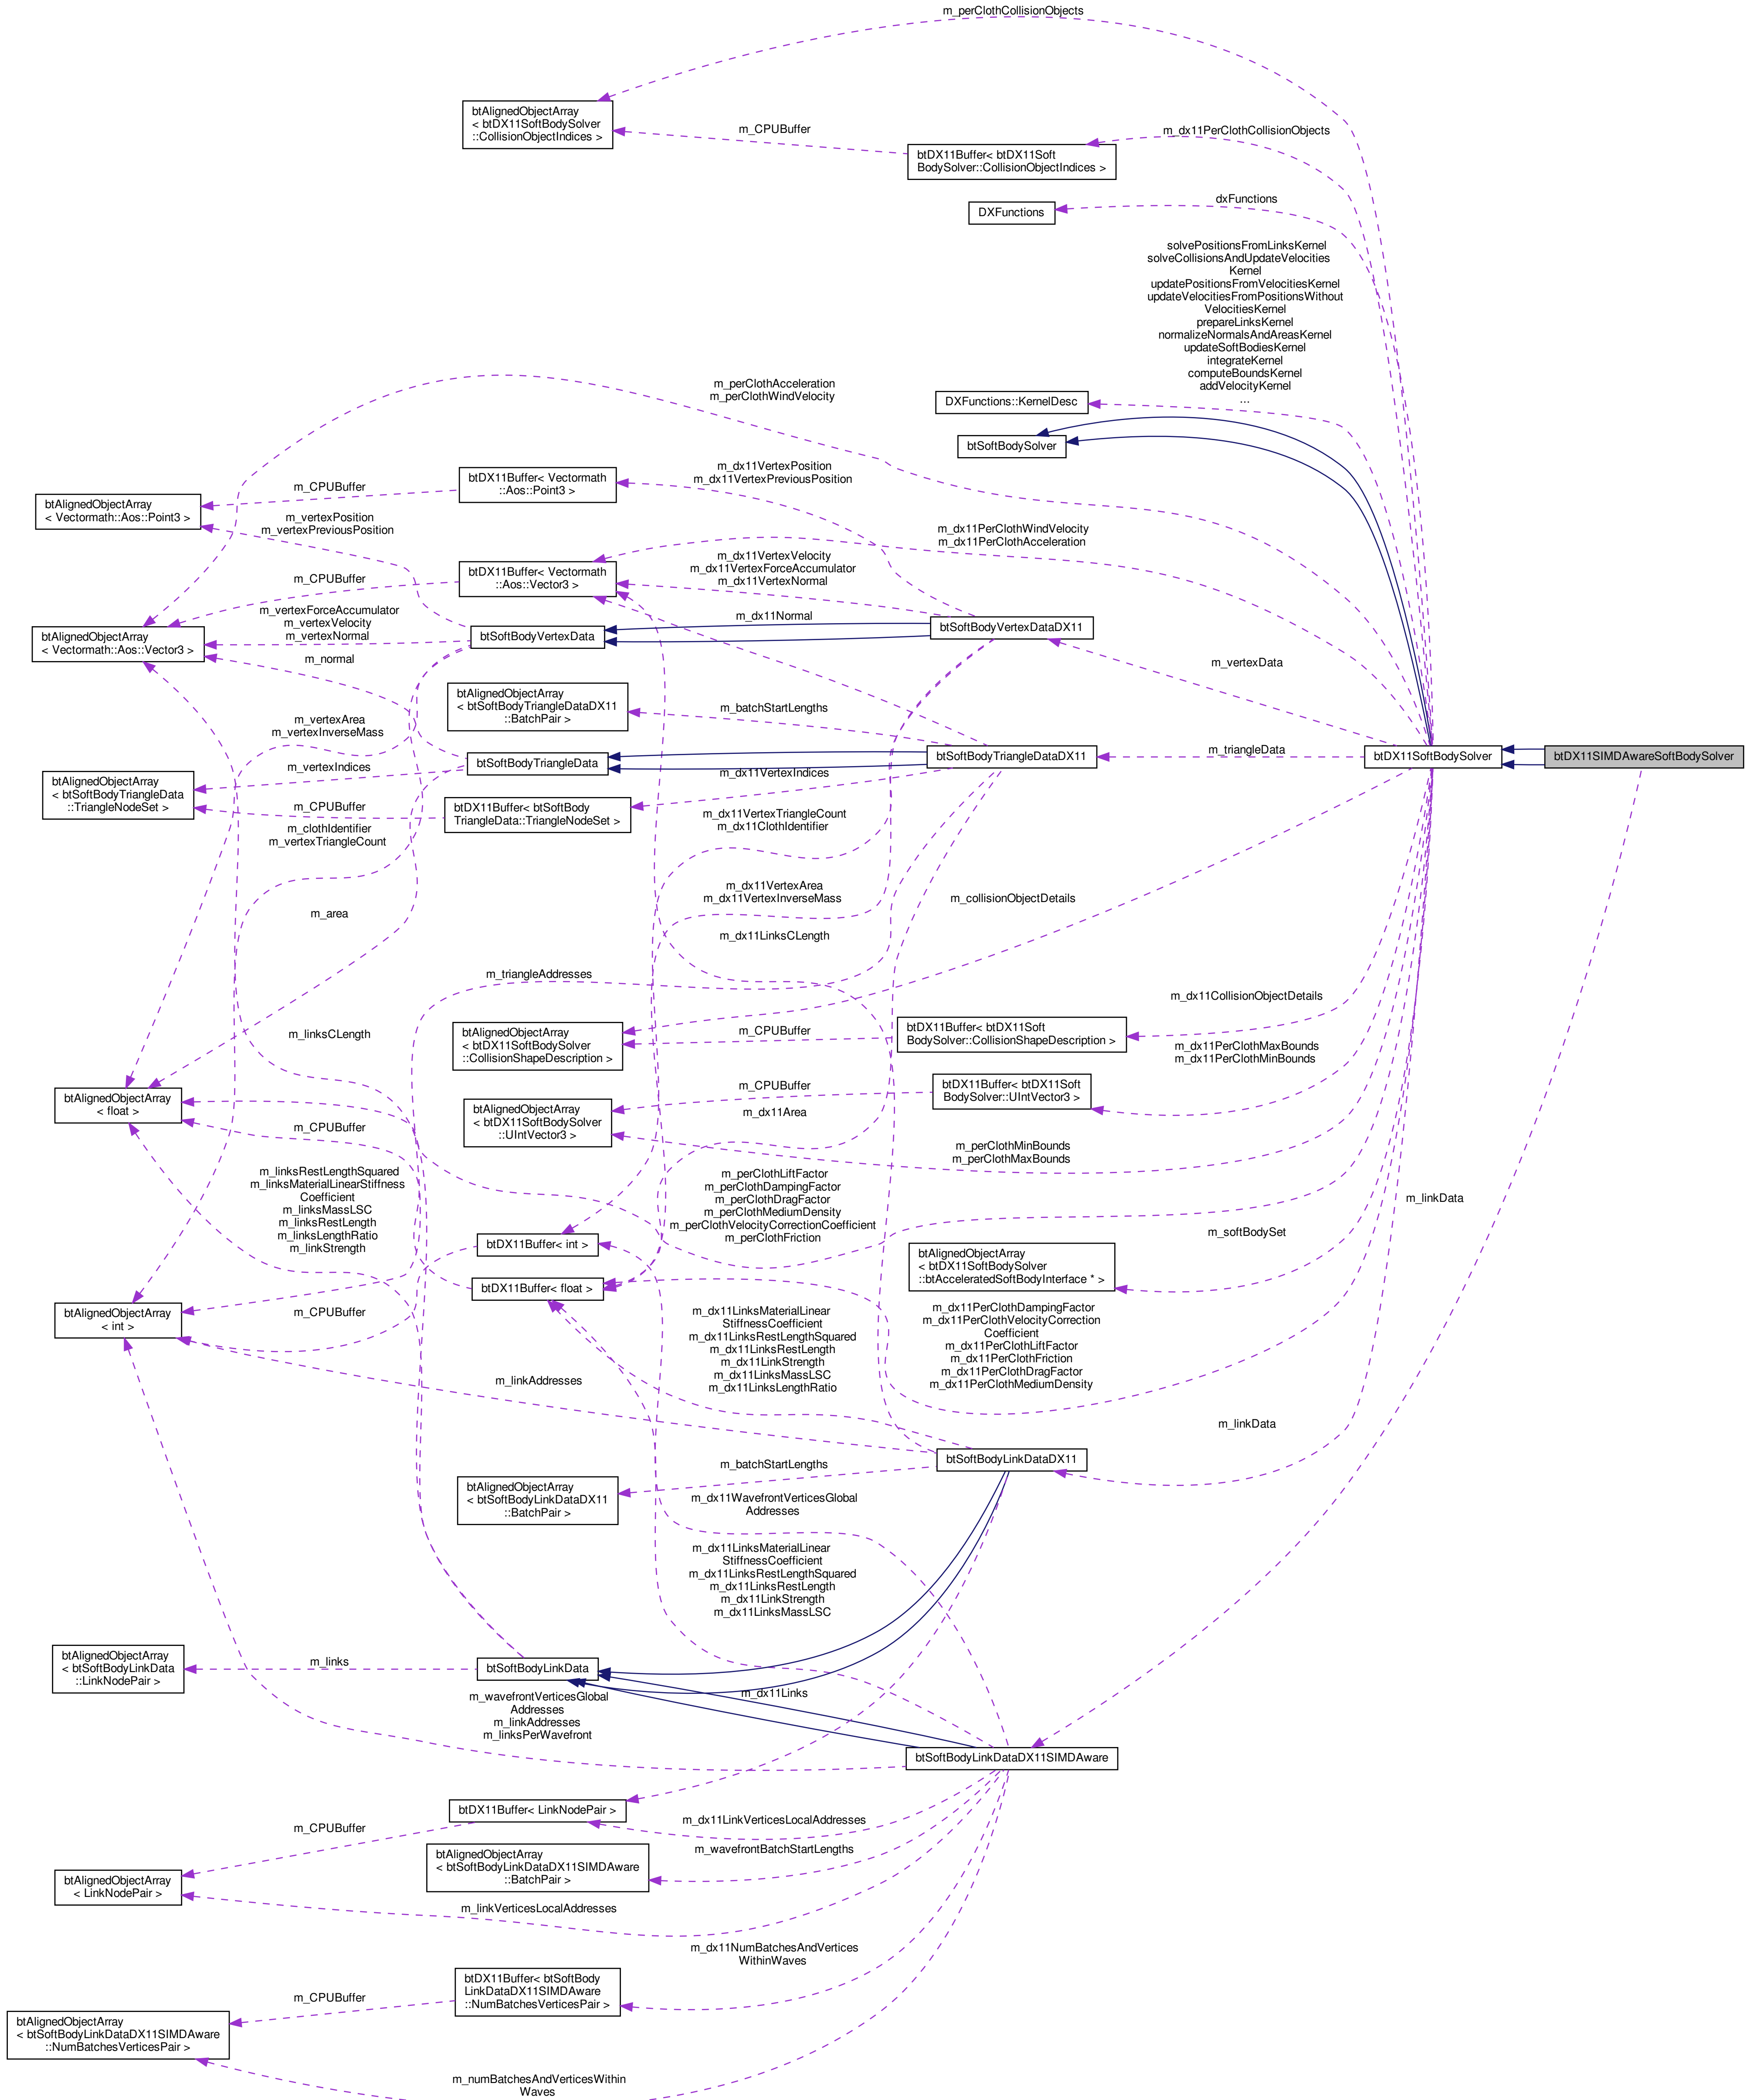 m_perClothCollisionObjects
btAlignedObjectArray
< btDX11SoftBodySolver
::CollisionObjectIndices >
m_CPUBuffer
m_dx11PerClothCollisionObjects
btDX11Buffer< btDX11Soft
BodySolver::CollisionObjectIndices >
dxFunctions
DXFunctions
solvePositionsFromLinksKernel
solveCollisionsAndUpdateVelocities
Kernel
updatePositionsFromVelocitiesKernel
updateVelocitiesFromPositionsWithout
VelocitiesKernel
prepareLinksKernel
normalizeNormalsAndAreasKernel
updateSoftBodiesKernel
integrateKernel
computeBoundsKernel
addVelocityKernel
...
m_perClothAcceleration
m_perClothWindVelocity
DXFunctions::KernelDesc
btSoftBodySolver
m_dx11VertexPosition
m_dx11VertexPreviousPosition
btDX11Buffer< Vectormath
::Aos::Point3 >
m_CPUBuffer
btAlignedObjectArray
< Vectormath::Aos::Point3 >
m_vertexPosition
m_vertexPreviousPosition
m_dx11PerClothWindVelocity
m_dx11PerClothAcceleration
m_dx11VertexVelocity
m_dx11VertexForceAccumulator
m_dx11VertexNormal
btDX11Buffer< Vectormath
::Aos::Vector3 >
m_CPUBuffer
m_vertexForceAccumulator
m_vertexVelocity
m_vertexNormal
m_dx11Normal
btSoftBodyVertexData
btSoftBodyVertexDataDX11
btAlignedObjectArray
< Vectormath::Aos::Vector3 >
m_normal
m_vertexData
btAlignedObjectArray
< btSoftBodyTriangleDataDX11
::BatchPair >
m_batchStartLengths
m_vertexArea
m_vertexInverseMass
btSoftBodyTriangleData
btSoftBodyTriangleDataDX11
m_triangleData
btDX11SoftBodySolver
btDX11SIMDAwareSoftBodySolver
m_vertexIndices
m_dx11VertexIndices
btAlignedObjectArray
< btSoftBodyTriangleData
::TriangleNodeSet >
m_CPUBuffer
btDX11Buffer< btSoftBody
TriangleData::TriangleNodeSet >
m_clothIdentifier
m_vertexTriangleCount
m_dx11VertexTriangleCount
m_dx11ClothIdentifier
m_dx11VertexArea
m_dx11VertexInverseMass
m_collisionObjectDetails
m_area
m_dx11LinksCLength
m_triangleAddresses
m_dx11CollisionObjectDetails
btAlignedObjectArray
< btDX11SoftBodySolver
::CollisionShapeDescription >
m_CPUBuffer
btDX11Buffer< btDX11Soft
BodySolver::CollisionShapeDescription >
m_linksCLength
m_dx11PerClothMaxBounds
m_dx11PerClothMinBounds
m_CPUBuffer
btDX11Buffer< btDX11Soft
BodySolver::UIntVector3 >
btAlignedObjectArray
< float >
btAlignedObjectArray
< btDX11SoftBodySolver
::UIntVector3 >
m_dx11Area
m_CPUBuffer
m_perClothMinBounds
m_perClothMaxBounds
m_linksRestLengthSquared
m_linksMaterialLinearStiffness
Coefficient
m_linksMassLSC
m_linksRestLength
m_linksLengthRatio
m_linkStrength
m_perClothLiftFactor
m_perClothDampingFactor
m_perClothDragFactor
m_perClothMediumDensity
m_perClothVelocityCorrectionCoefficient
m_perClothFriction
m_linkData
m_softBodySet
btDX11Buffer< int >
btAlignedObjectArray
< btDX11SoftBodySolver
::btAcceleratedSoftBodyInterface * >
btDX11Buffer< float >
btAlignedObjectArray
< int >
m_CPUBuffer
m_dx11LinksMaterialLinear
StiffnessCoefficient
m_dx11LinksRestLengthSquared
m_dx11LinksRestLength
m_dx11LinkStrength
m_dx11LinksMassLSC
m_dx11LinksLengthRatio
m_dx11PerClothDampingFactor
m_dx11PerClothVelocityCorrection
Coefficient
m_dx11PerClothLiftFactor
m_dx11PerClothFriction
m_dx11PerClothDragFactor
m_dx11PerClothMediumDensity
m_linkAddresses
m_linkData
btSoftBodyLinkDataDX11
m_batchStartLengths
btAlignedObjectArray
< btSoftBodyLinkDataDX11
::BatchPair >
m_dx11WavefrontVerticesGlobal
Addresses
m_dx11LinksMaterialLinear
StiffnessCoefficient
m_dx11LinksRestLengthSquared
m_dx11LinksRestLength
m_dx11LinkStrength
m_dx11LinksMassLSC
btAlignedObjectArray
< btSoftBodyLinkData
::LinkNodePair >
m_links
btSoftBodyLinkData
m_dx11Links
m_wavefrontVerticesGlobal
Addresses
m_linkAddresses
m_linksPerWavefront
btSoftBodyLinkDataDX11SIMDAware
btDX11Buffer< LinkNodePair >
m_dx11LinkVerticesLocalAddresses
m_CPUBuffer
m_wavefrontBatchStartLengths
btAlignedObjectArray
< btSoftBodyLinkDataDX11SIMDAware
::BatchPair >
btAlignedObjectArray
< LinkNodePair >
m_linkVerticesLocalAddresses
m_dx11NumBatchesAndVertices
WithinWaves
btDX11Buffer< btSoftBody
LinkDataDX11SIMDAware
::NumBatchesVerticesPair >
m_CPUBuffer
btAlignedObjectArray
< btSoftBodyLinkDataDX11SIMDAware
::NumBatchesVerticesPair >
m_numBatchesAndVerticesWithin
Waves